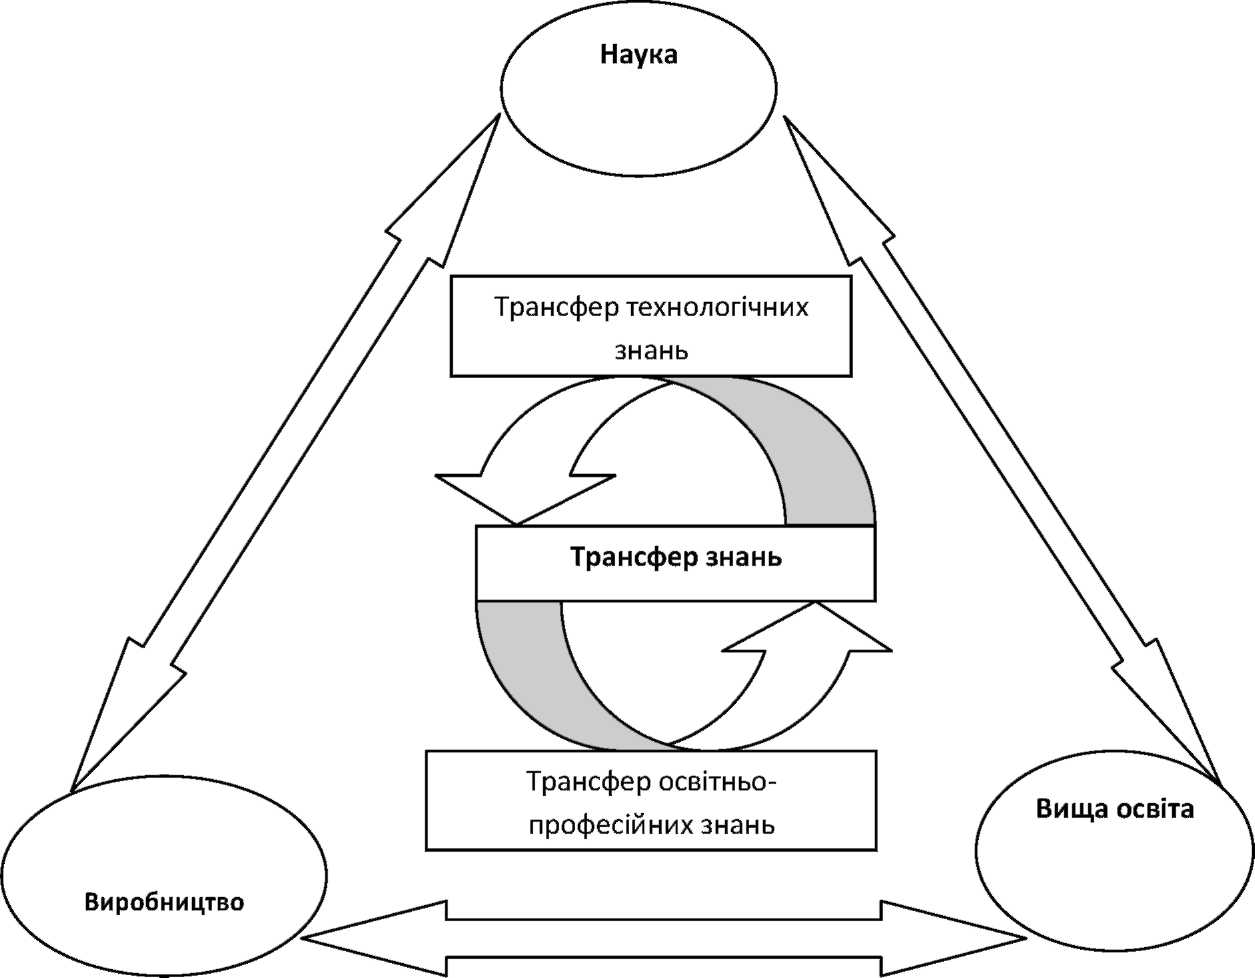 Наука
Трансфер технологічних
знань
Трансфер знань
Трансфер освітньо-
професійних знань
Вища освіта
Виробництво